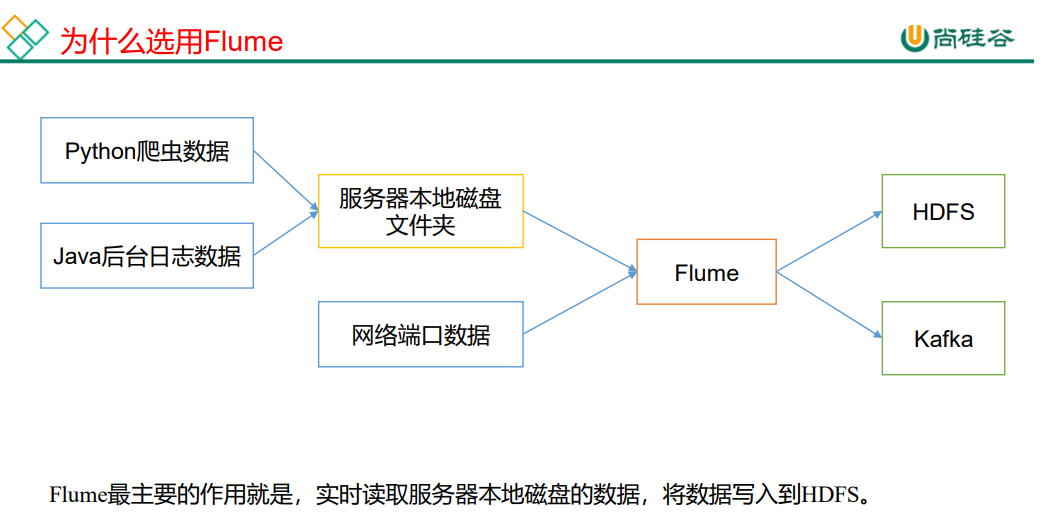 为什么选用Flume
尚硅谷
Python爬虫数据
Java后台日志数据
服务器本地磁盘
文件夹
网络端口数据
Flume
HDFS
Kafka
Flume最主要的作用就是，实时读取服务器本地磁盘的数据，将数据写入到HDFS。